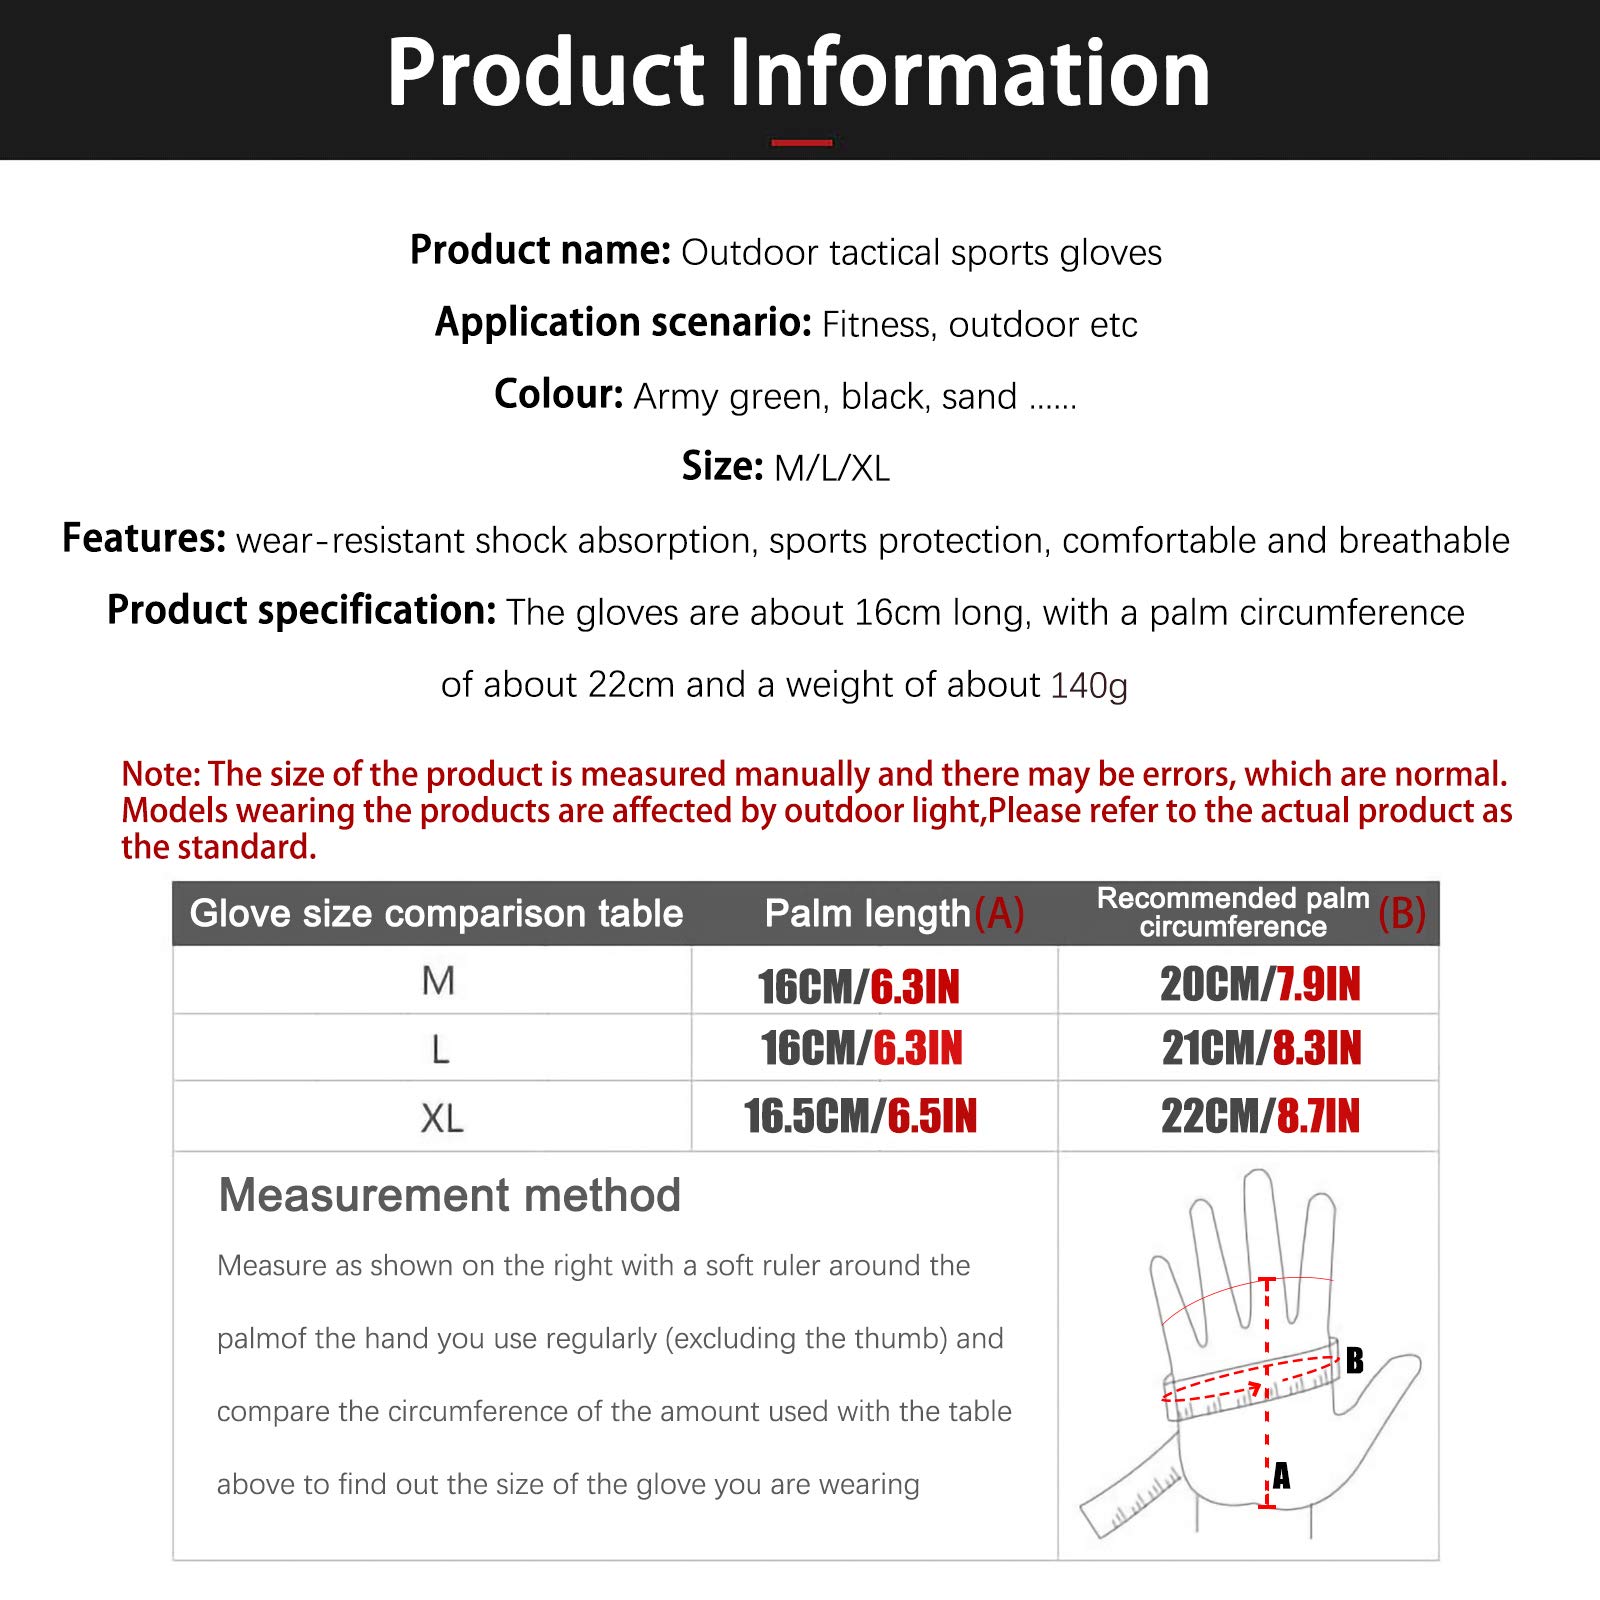 Product Information
Product name: Outdoor tactical sports gloves
Application scenario: Fitness, outdoor etc
Colour: Army green, black, sand ......
Size: M/L/XL
Features: wear-resistant shock absorption, sports protection, comfortable and breathable
Product specification: The gloves are about 16cm long, with a palm circumference
of about 22cm and a weight of about 140g
Note: The size of the product is measured manually and there may be errors, which are normal.
Models wearing the products are affected by outdoor light,Please refer to the actual product as
the standard.
Glove size comparison table Palm length(A) Recommended palm circumference (B)
M 16CM/6.3IN 20CM/7.9IN
L 16CM/6.3IN 21CM/8.3IN
XL 16.5CM/6.5IN 22CM/8.7IN
Measurement method
Measure as shown on the right with a soft ruler around the
palmof the hand you use regularly (excluding the thumb) and
compare the circumference of the amount used with the table
above to find out the size of the glove you are wearing
B
A